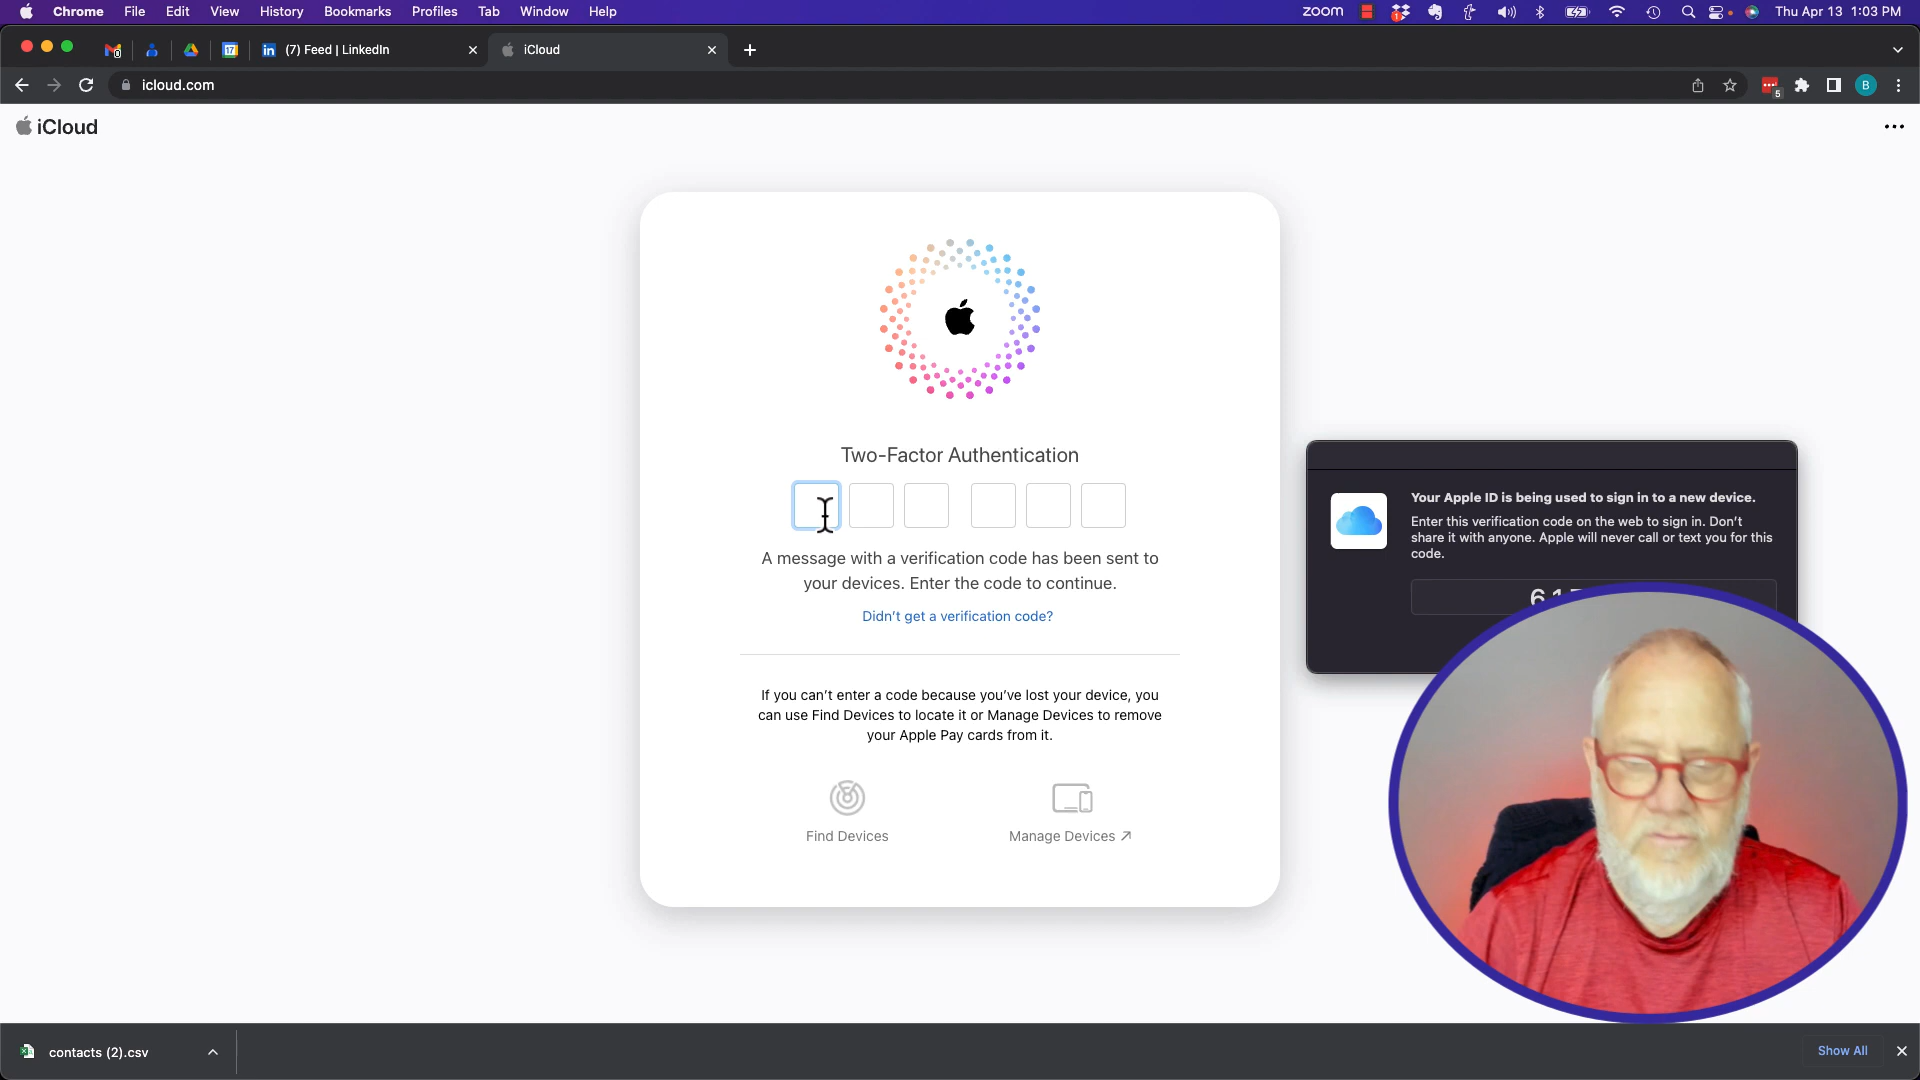 Chrome File Edit View History Bookmarks Profiles Tab Window Help
zoom 1 Thu Apr 13 1:03 PM
0 17 in (7) Feed | LinkedIn iCloud
icloud.com
5 B
iCloud
Two-Factor Authentication
A message with a verification code has been sent to
your devices. Enter the code to continue.
Didn't get a verification code?
If you can't enter a code because you've lost your device, you
can use Find Devices to locate it or Manage Devices to remove
your Apple Pay cards from it.
Find Devices
Manage Devices ↗
Your Apple ID is being used to sign in to a new device.
Enter this verification code on the web to sign in. Don't
share it with anyone. Apple will never call or text you for this
code.
contacts (2).csv
Show All